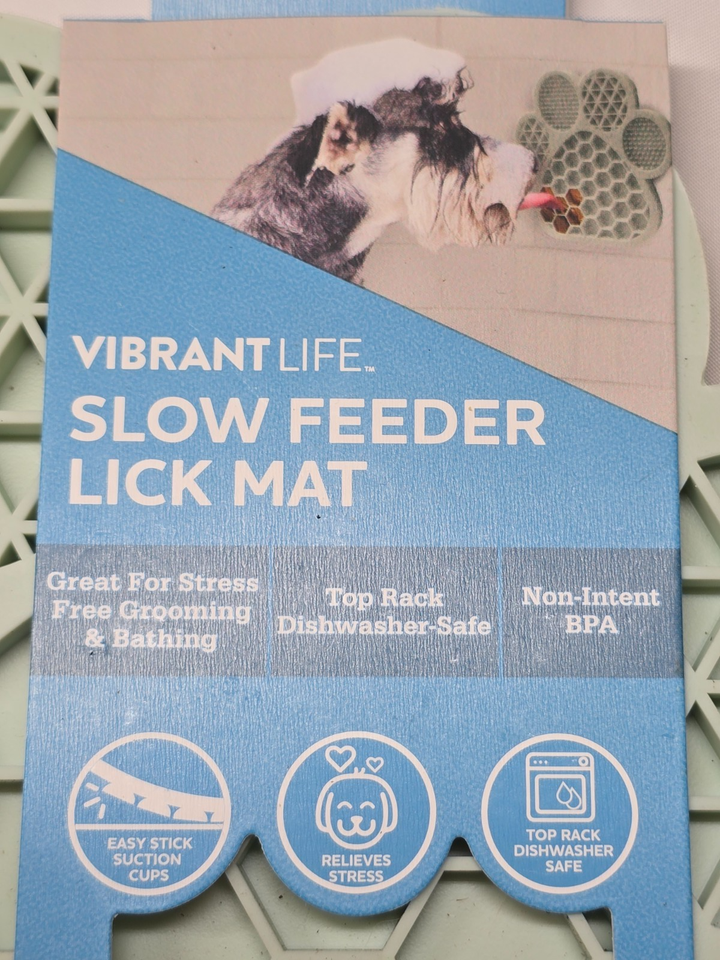 VIBRANT LIFE™
SLOW FEEDER
LICK MAT
Great For Stress
Free Grooming
& Bathing
Top Rack
Dishwasher-Safe
Non-Intent
BPA
EASY STICK
SUCTION
CUPS
RELIEVES
STRESS
TOP RACK
DISHWASHER
SAFE